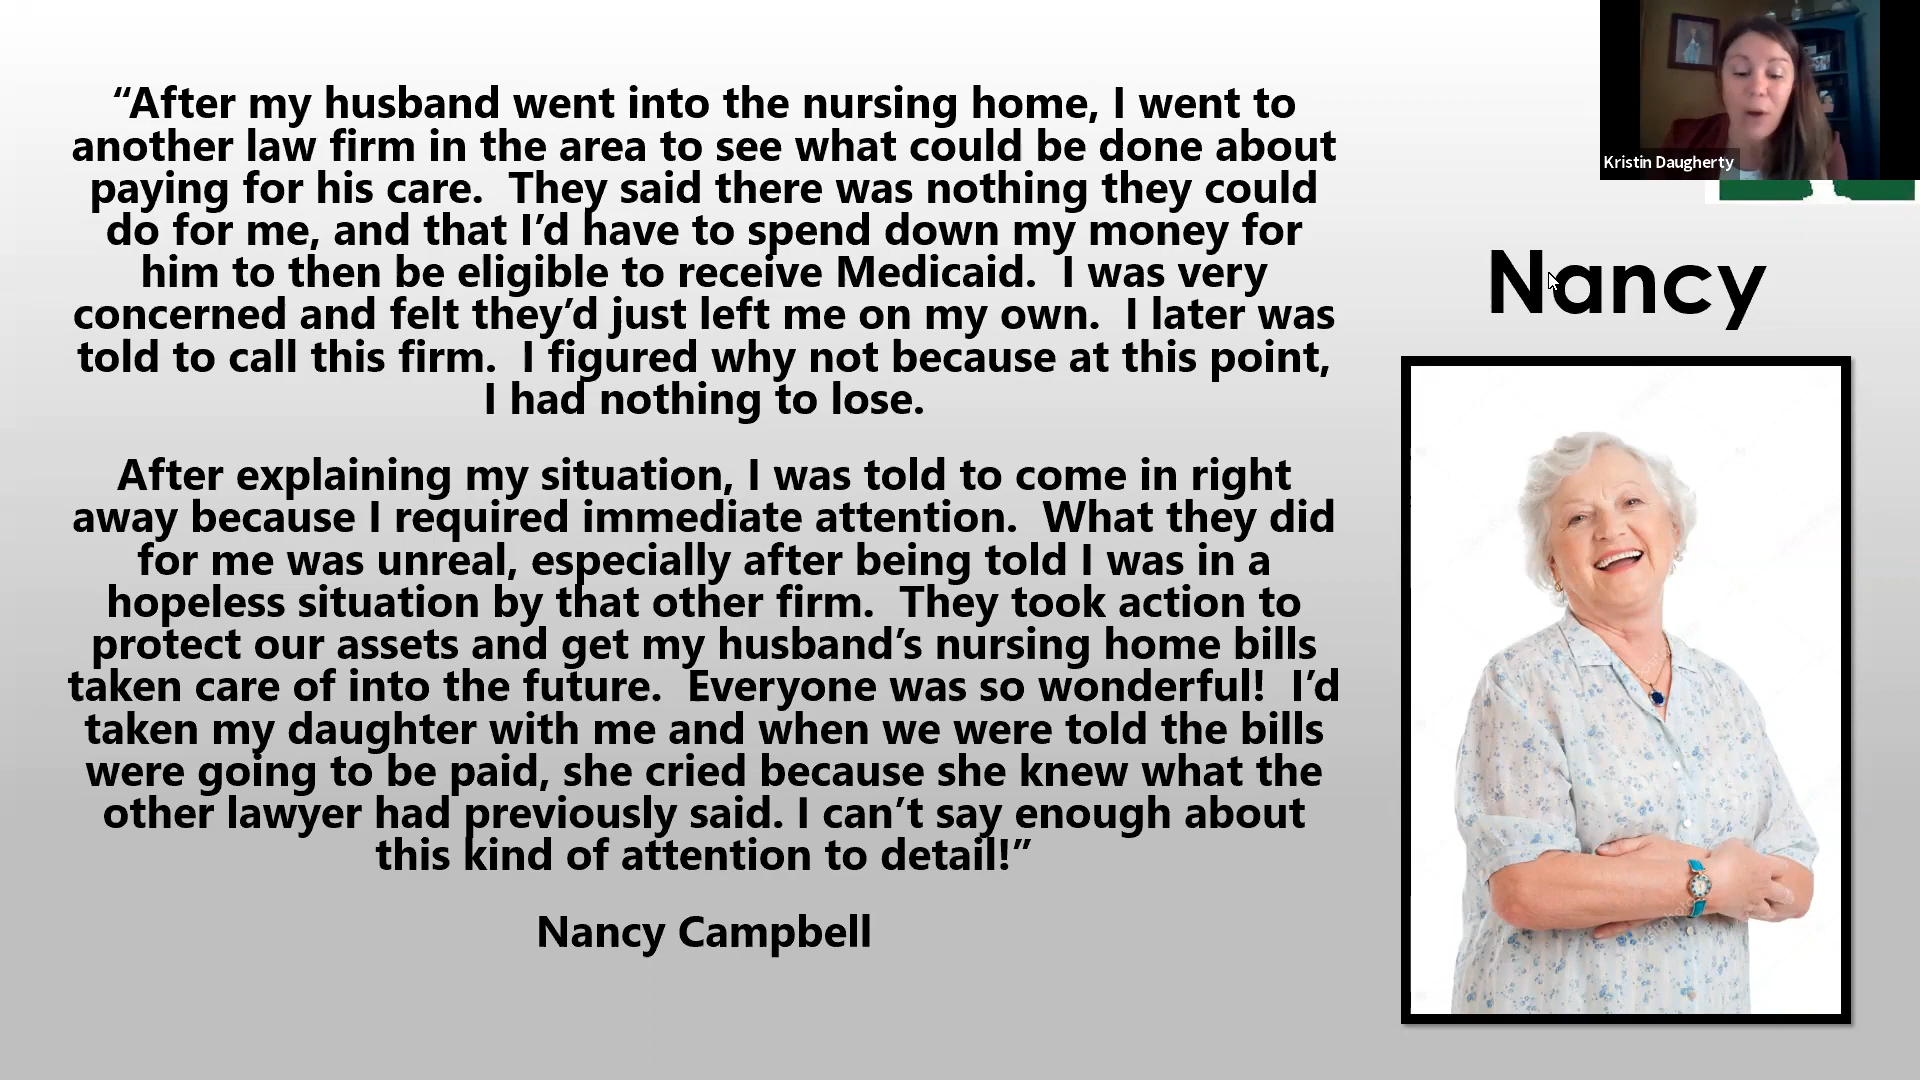 “After my husband went into the nursing home, I went to
another law firm in the area to see what could be done about
paying for his care.  They said there was nothing they could
do for me, and that I’d have to spend down my money for
him to then be eligible to receive Medicaid.  I was very
concerned and felt they’d just left me on my own.  I later was
told to call this firm.  I figured why not because at this point,
I had nothing to lose.
After explaining my situation, I was told to come in right
away because I required immediate attention.  What they did
for me was unreal, especially after being told I was in a
hopeless situation by that other firm.  They took action to
protect our assets and get my husband’s nursing home bills
taken care of into the future.  Everyone was so wonderful!  I’d
taken my daughter with me and when we were told the bills
were going to be paid, she cried because she knew what the
other lawyer had previously said. I can’t say enough about
this kind of attention to detail!”
Nancy Campbell
Kristin Daugherty
Nancy